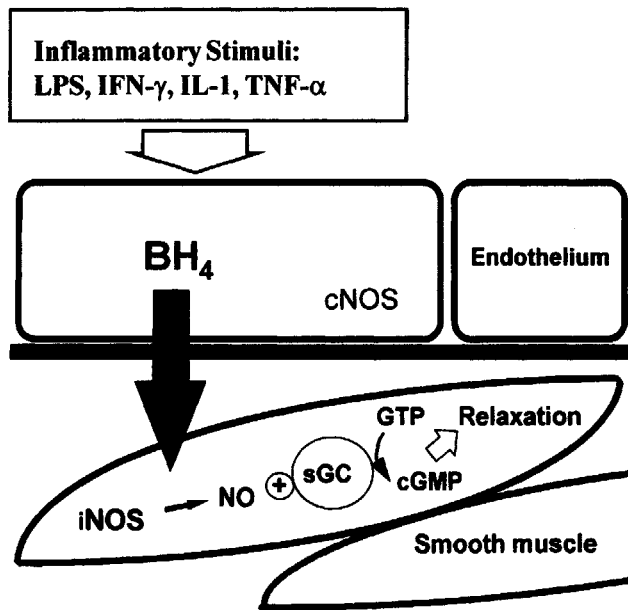 Inflammatory Stimuli:
LPS, IFN-γ, IL-1, TNF-α
BH₄
cNOS
Endothelium
GTP
Relaxation
sGC
cGMP
iNOS
NO
+
Smooth muscle